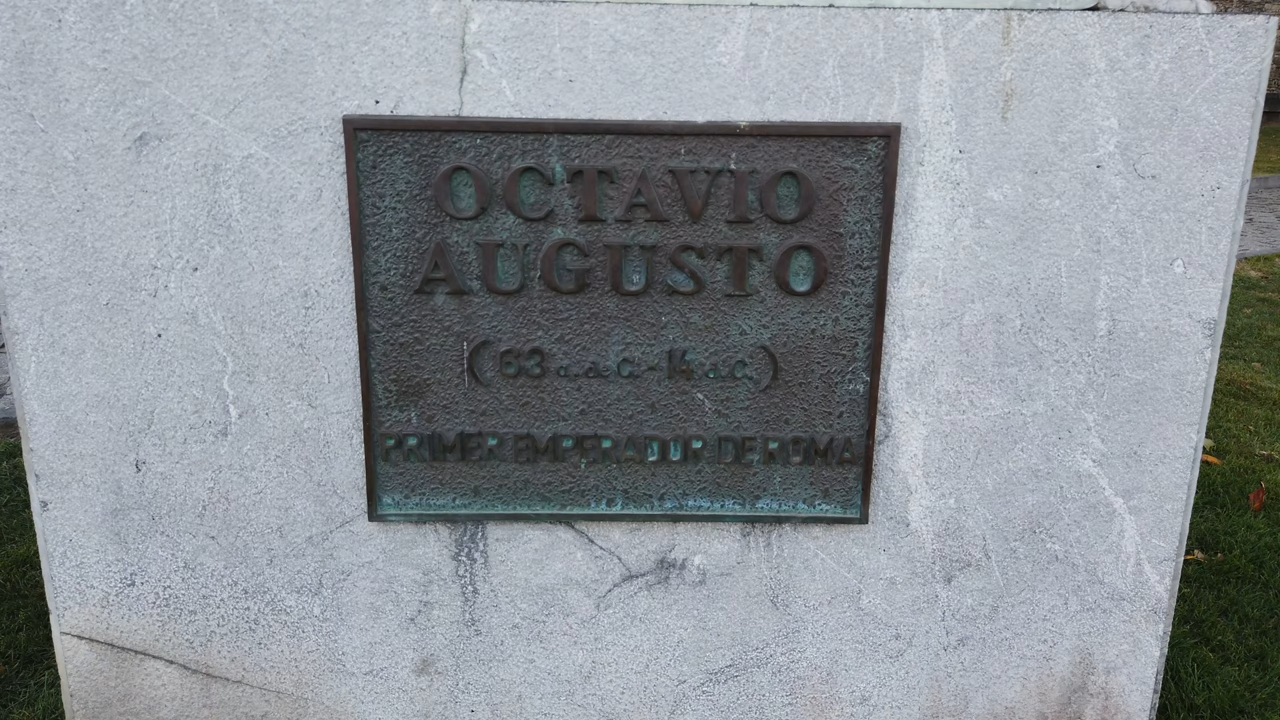 OCTAVIO
AUGUSTO
(63 a. de C. - 14 d. C.)
PRIMER EMPERADOR DE ROMA